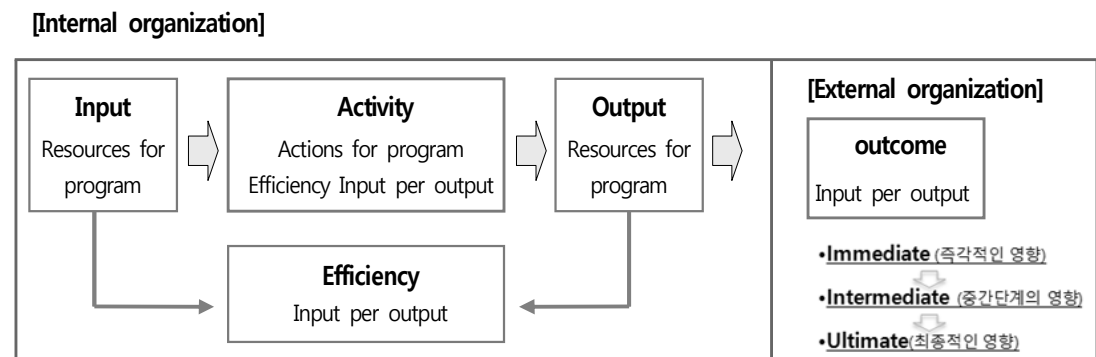 [Internal organization]
Input
Resources for
program
Activity
Actions for program
Efficiency Input per output
Output
Resources for
program
Efficiency
Input per output
[External organization]
outcome
Input per output
•Immediate (즉각적인 영향)
•Intermediate (중간단계의 영향)
•Ultimate(최종적인 영향)